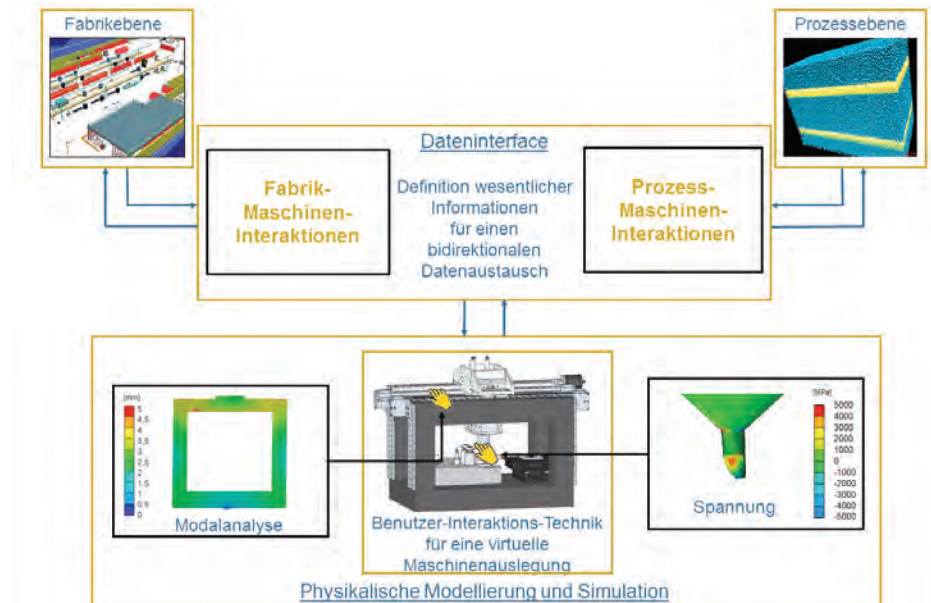 Fabrikebene
Prozessebene
Dateninterface
Fabrik-
Maschinen-
Interaktionen
Definition wesentlicher
Informationen
für einen
bidirektionalen
Datenaustausch
Prozess-
Maschinen-
Interaktionen
[mm]
5
4,5
4
3,5
3
2,5
2
1,5
1
0,5
0
Modalanalyse
Benutzer-Interaktions-Technik
für eine virtuelle
Maschinenauslegung
[MPa]
5000
4000
3000
2000
1000
0
-1000
-2000
-3000
-4000
-5000
Spannung
Physikalische Modellierung und Simulation